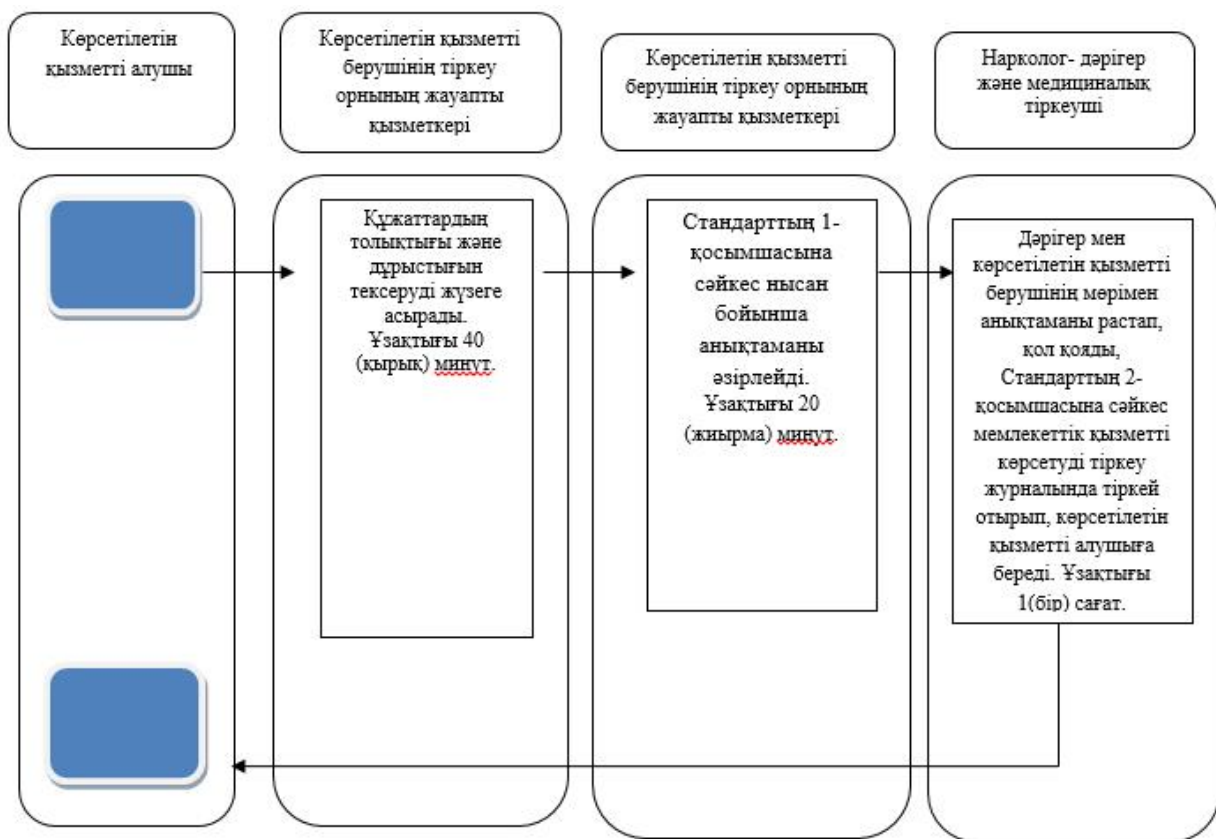 Көрсетілетін
қызметті алушы
Көрсетілетін қызметті
берушінің тіркеу
орнының жауапты
қызметкері
Көрсетілетін қызметті
берушінің тіркеу орнының
жауапты қызметкері
Нарколог- дәрігер
және медициналық
тіркеуші
Құжаттардың
толықтығы және
дұрыстығын
тексеруді жүзеге
асырады.
Ұзақтығы 40
(қырық) минут.
Стандарттың 1-
қосымшасына
сәйкес нысан
бойынша
анықтаманы
әзірлейді.
Ұзақтығы 20
(жиырма) минут.
Дәрігер мен
көрсетілетін қызметті
берушінің мөрімен
анықтаманы растап,
қол қояды,
Стандарттың 2-
қосымшасына сәйкес
мемлекеттік қызметті
көрсетуді тіркеу
журналында тіркей
отырып, көрсетілетін
қызметті алушыға
береді. Ұзақтығы
1(бір) сағат.